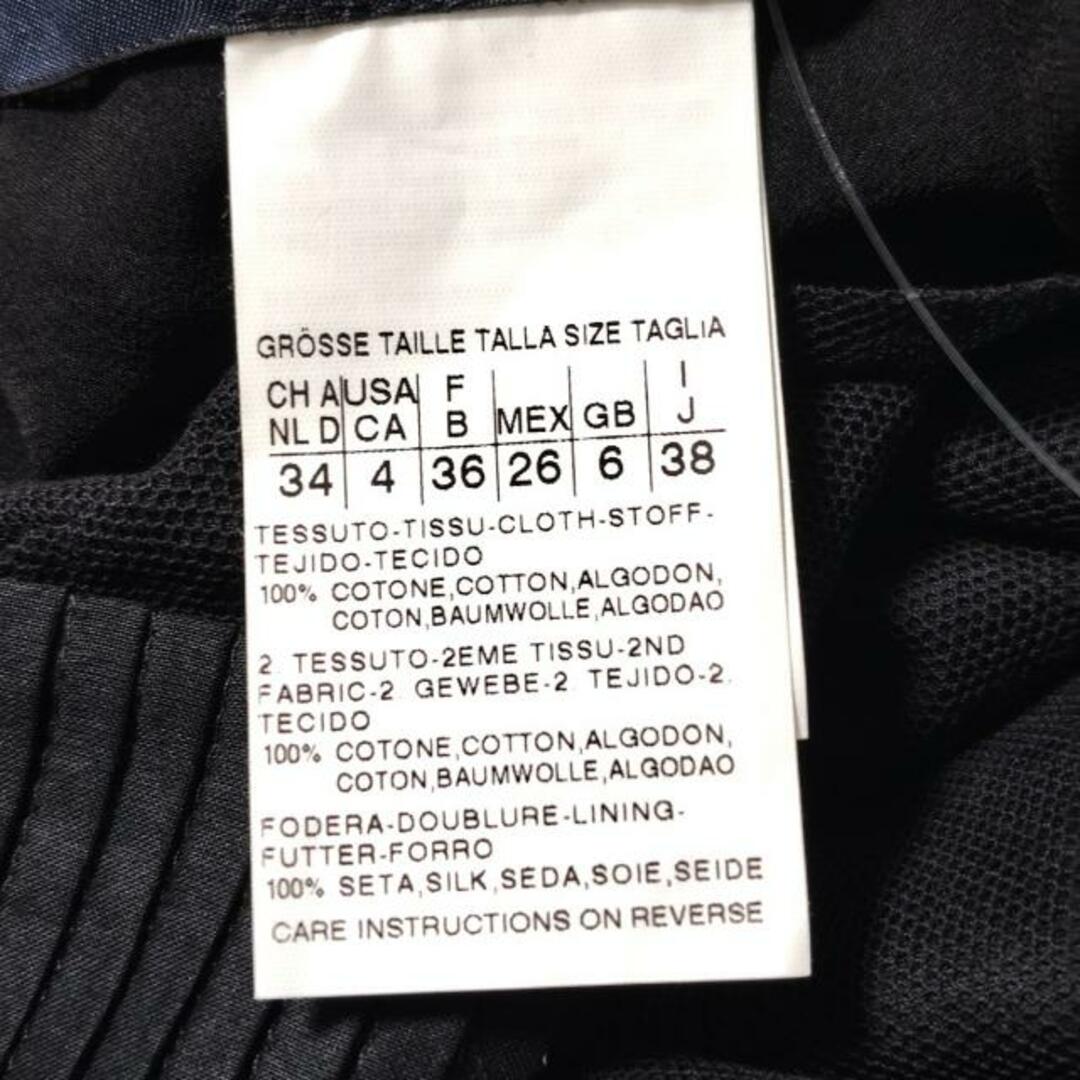 GRÖSSE TAILLE TALLA SIZE TAGLIA
CH A USA F I
NL D CA B MEX GB J
34 4 36 26 6 38
TESSUTO-TISSU-CLOTH-STOFF-
TEJIDO-TECIDO
100% COTONE,COTTON,ALGODON,
COTON,BAUMWOLLE,ALGODAO
2. TESSUTO-2EME TISSU-2ND
FABRIC-2. GEWEBE-2. TEJIDO-2.
TECIDO
100% COTONE,COTTON,ALGODON,
COTON,BAUMWOLLE,ALGODAO
FODERA-DOUBLURE-LINING-
FUTTER-FORRO
100% SETA,SILK,SEDA,SOIE,SEIDE
CARE INSTRUCTIONS ON REVERSE